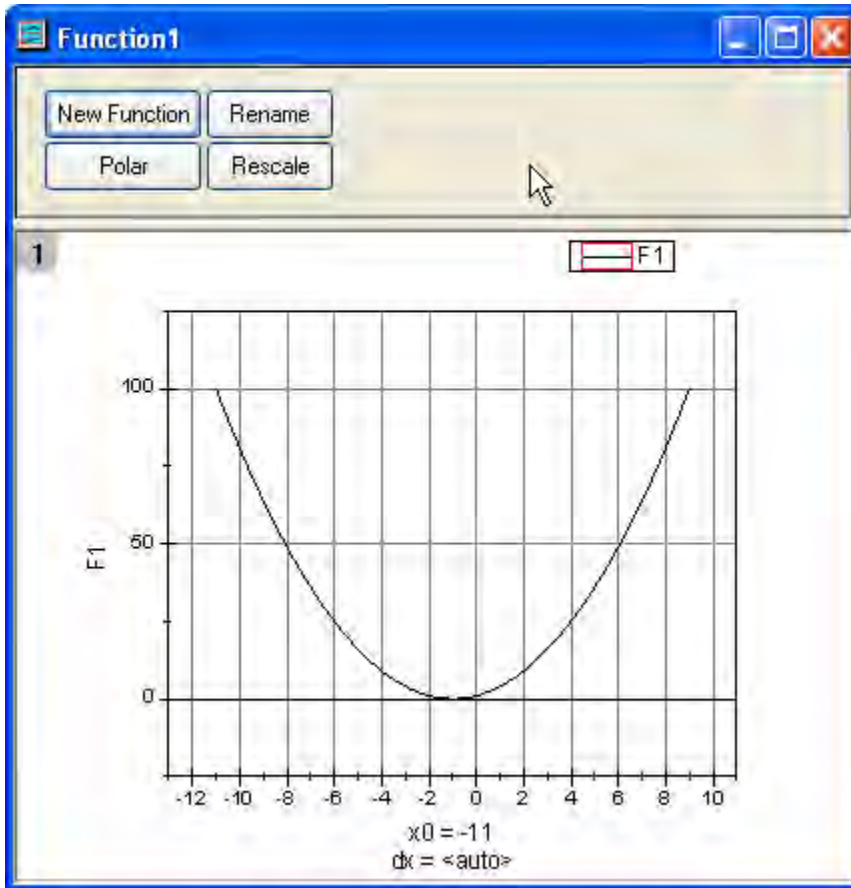 Function1
New Function Rename
Polar Rescale
1
F1
100
50
0
F1
-12 -10 -8 -6 -4 -2 0 2 4 6 8 10
x0 = -11
dx = <auto>